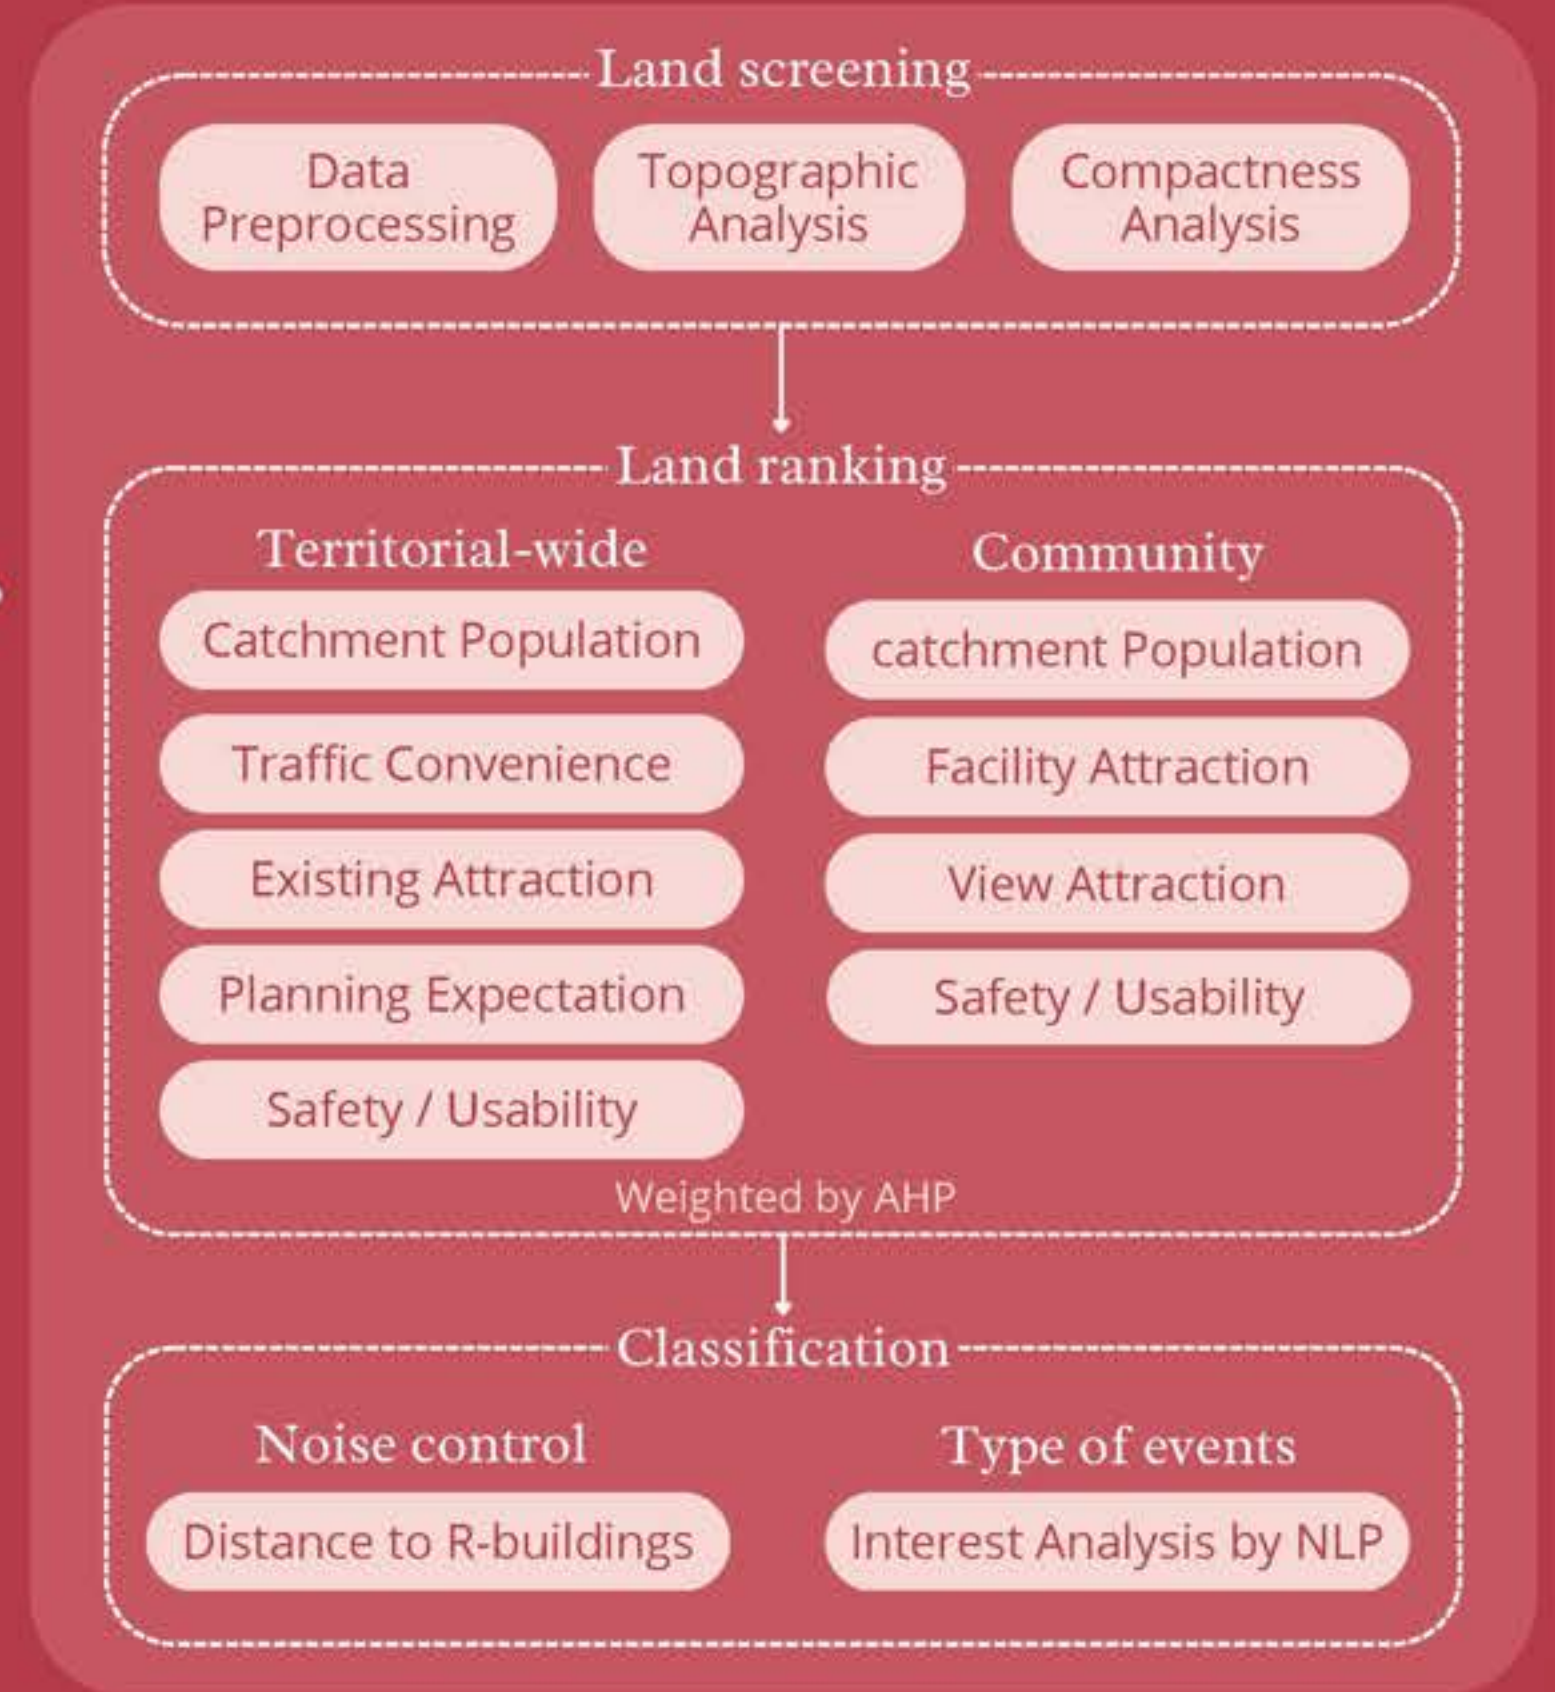 Land screening
Data
Preprocessing
Topographic
Analysis
Compactness
Analysis
Land ranking
Territorial-wide
Catchment Population
Traffic Convenience
Existing Attraction
Planning Expectation
Safety / Usability
Community
catchment Population
Facility Attraction
View Attraction
Safety / Usability
Weighted by AHP
Classification
Noise control
Distance to R-buildings
Type of events
Interest Analysis by NLP